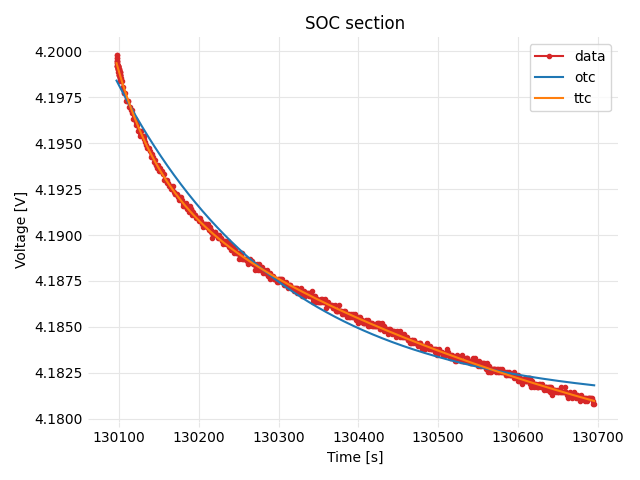 SOC section
4.2000
4.1975
4.1950
4.1925
4.1900
4.1875
4.1850
4.1825
4.1800
Voltage [V]
data
otc
ttc
130100 130200 130300 130400 130500 130600 130700
Time [s]